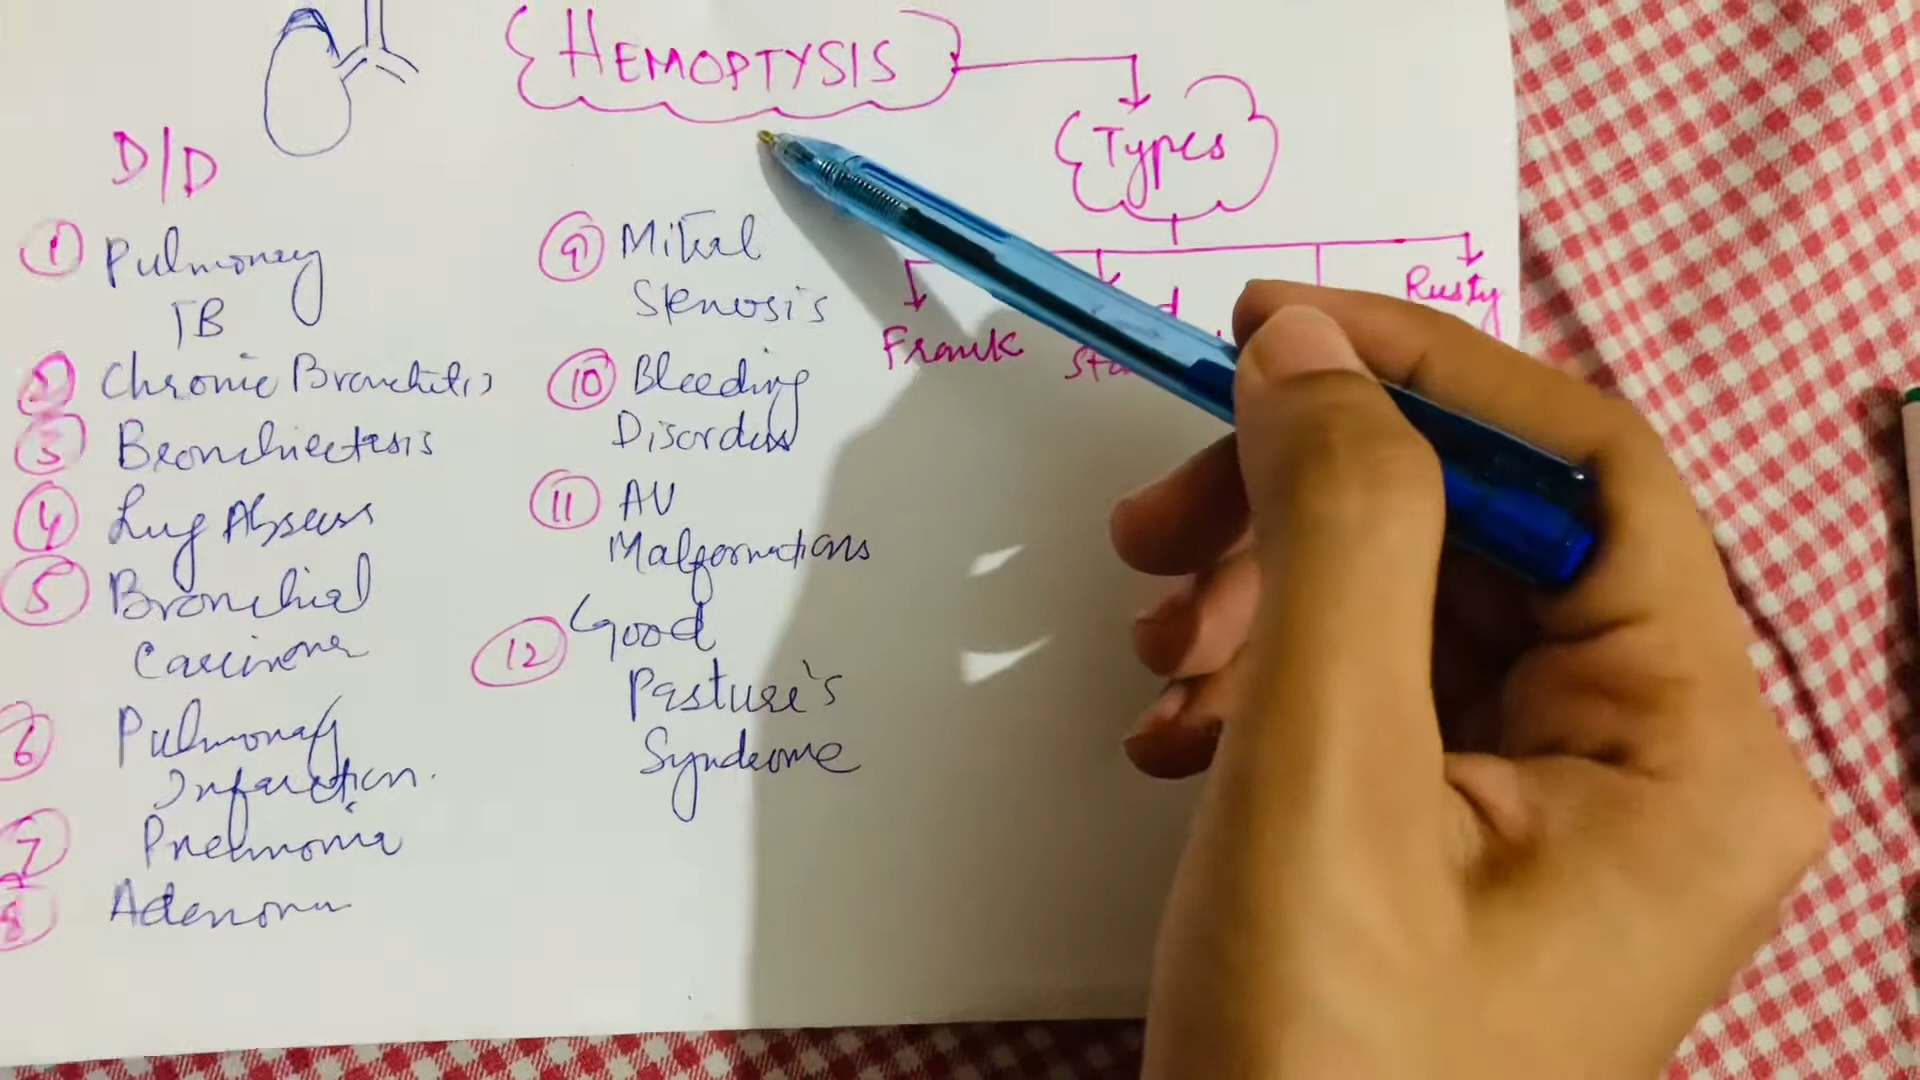 HEMOPTYSIS
Types
D/D
Frank
Rusty
1 Pulmonary
TB
Chronic Bronchitis
3 Bronchiectasis
4 Lung Abscess
5 Bronchial
Carcinoma
6 Pulmonary
Infarction.
7 Pneumonia
8 Adenoma
9 Mitral
Stenosis
10 Bleeding
Disorders
11 AV
Malformations
12 Good
Pasture's
Syndrome